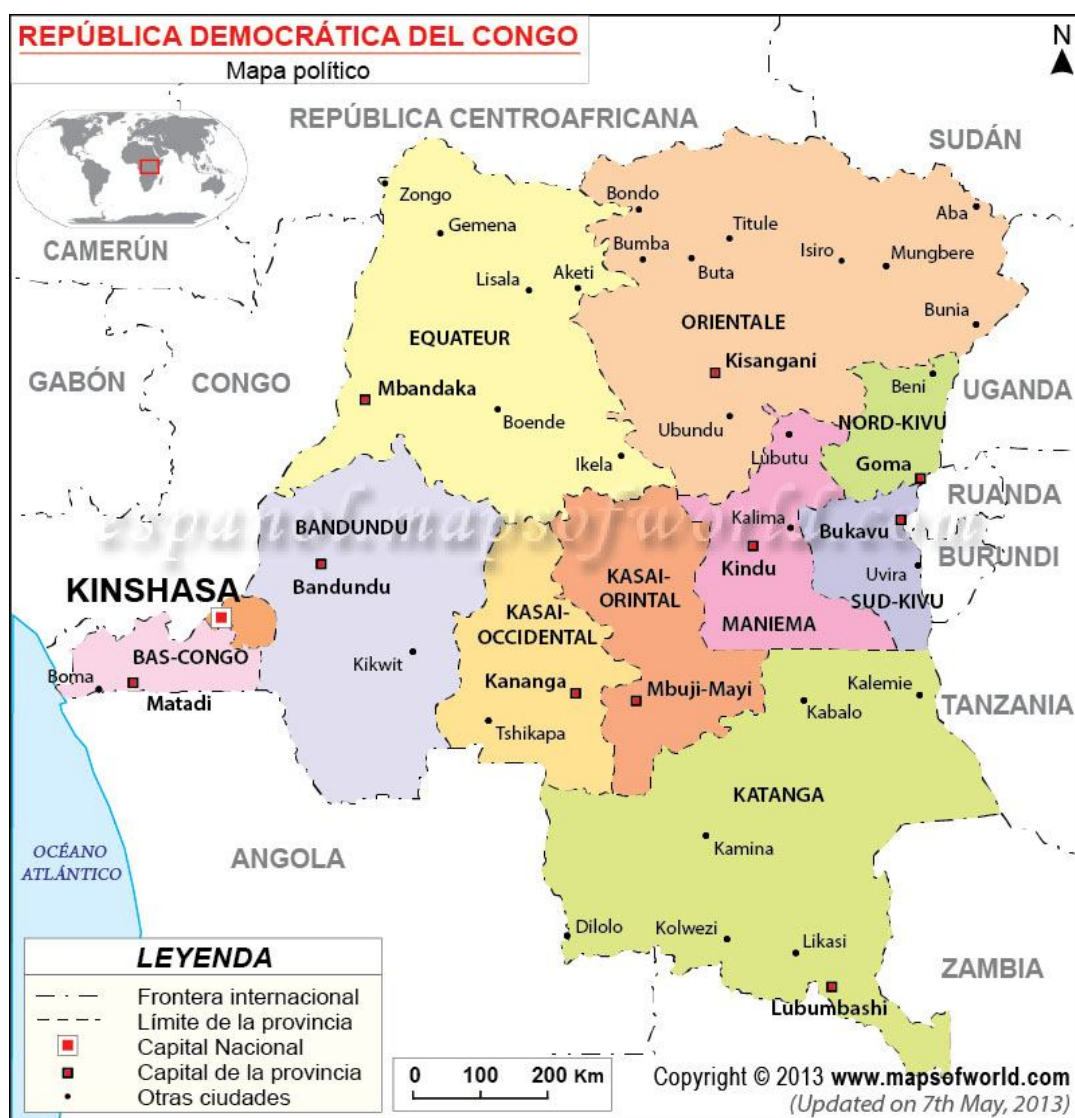 REPÚBLICA DEMOCRÁTICA DEL CONGO
Mapa político
N
REPÚBLICA CENTROAFRICANA
SUDÁN
CAMERÚN
Zongo
Gemena
Bondo
Titule
Aba
Bumba
Buta
Isiro
Mungbere
Lisala
Aketi
Bunia
EQUATEUR
ORIENTALE
GABÓN
CONGO
Mbandaka
Kisangani
Beni
UGANDA
Boende
Ubundu
NORD-KIVU
Ikela
Lubutu
Goma
RUANDA
espanol.mapsofworld.com
BANDUNDU
Kalima
Bukavu
BURUNDI
Bandundu
Kindu
Uvira
KINSHASA
KASAI-
ORINTAL
KASAI-
OCCIDENTAL
MANIEMA
SUD-KIVU
BAS-CONGO
Boma
Matadi
Kikwit
Kananga
Mbuji-Mayi
Kalemie
Kabalo
TANZANIA
Tshikapa
KATANGA
OCÉANO
ATLÁNTICO
ANGOLA
Kamina
Dilolo
Kolwezi
Likasi
ZAMBIA
Lubumbashi
LEYENDA
Frontera internacional
Límite de la provincia
Capital Nacional
Capital de la provincia
Otras ciudades
0 100 200 Km
Copyright © 2013 www.mapsofworld.com
(Updated on 7th May, 2013)